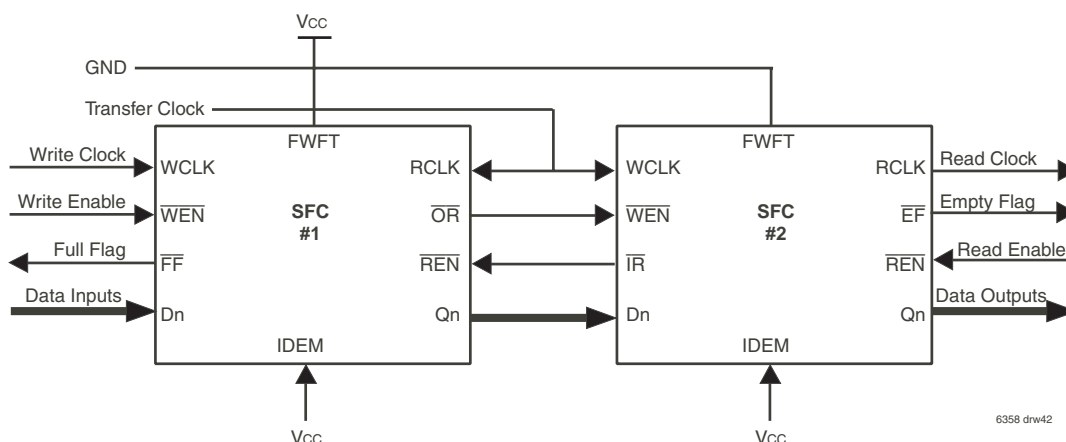 VCC
GND
Transfer Clock
FWFT
FWFT
Write Clock
WCLK
RCLK
WCLK
RCLK
Read Clock
Write Enable
WEN
SFC
#1
OR
WEN
SFC
#2
EF
Empty Flag
Full Flag
FF
REN
IR
REN
Read Enable
Data Inputs
Dn
Qn
Dn
Qn
Data Outputs
IDEM
IDEM
VCC
VCC
6358 drw42